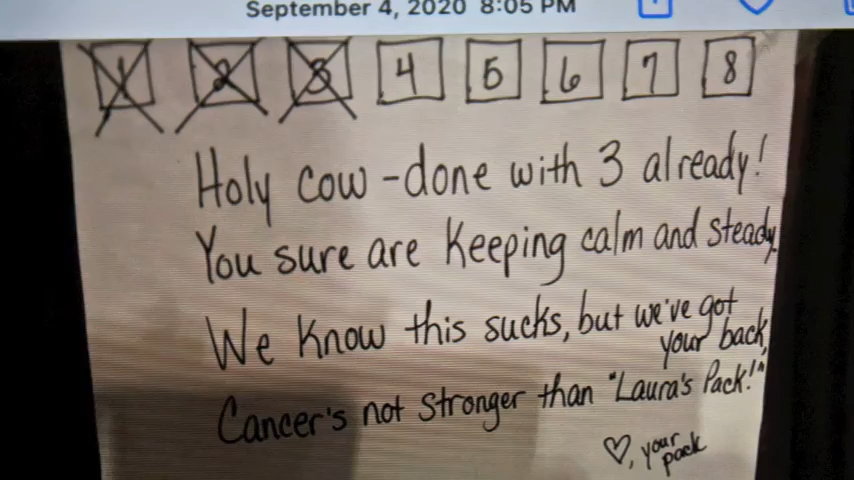 September 4, 2020 8:05 PM
1 2 3 4 5 6 7 8
Holy cow - done with 3 already!
You sure are keeping calm and steady.
We know this sucks, but we've got
your back,
Cancer's not stronger than "Laura's Pack!"
♡, your
pack